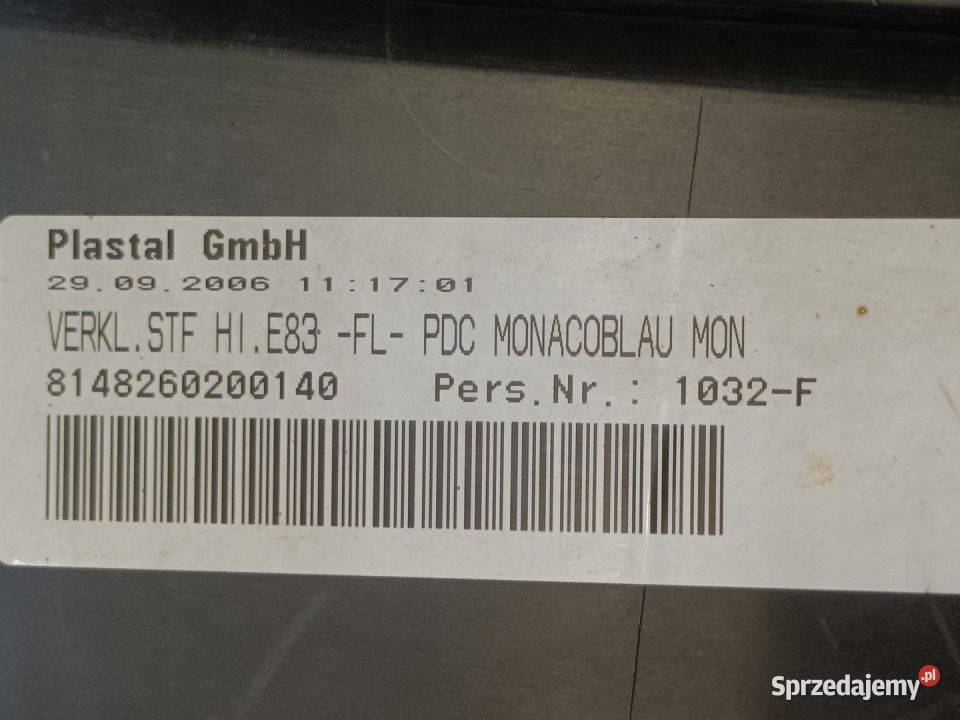 Plastal GmbH
29.09.2006 11:17:01
VERKL.STF HI.E83 -FL- PDC MONACOBLAU MON
8148260200140 Pers.Nr.: 1032-F
Sprzedajemy.pl